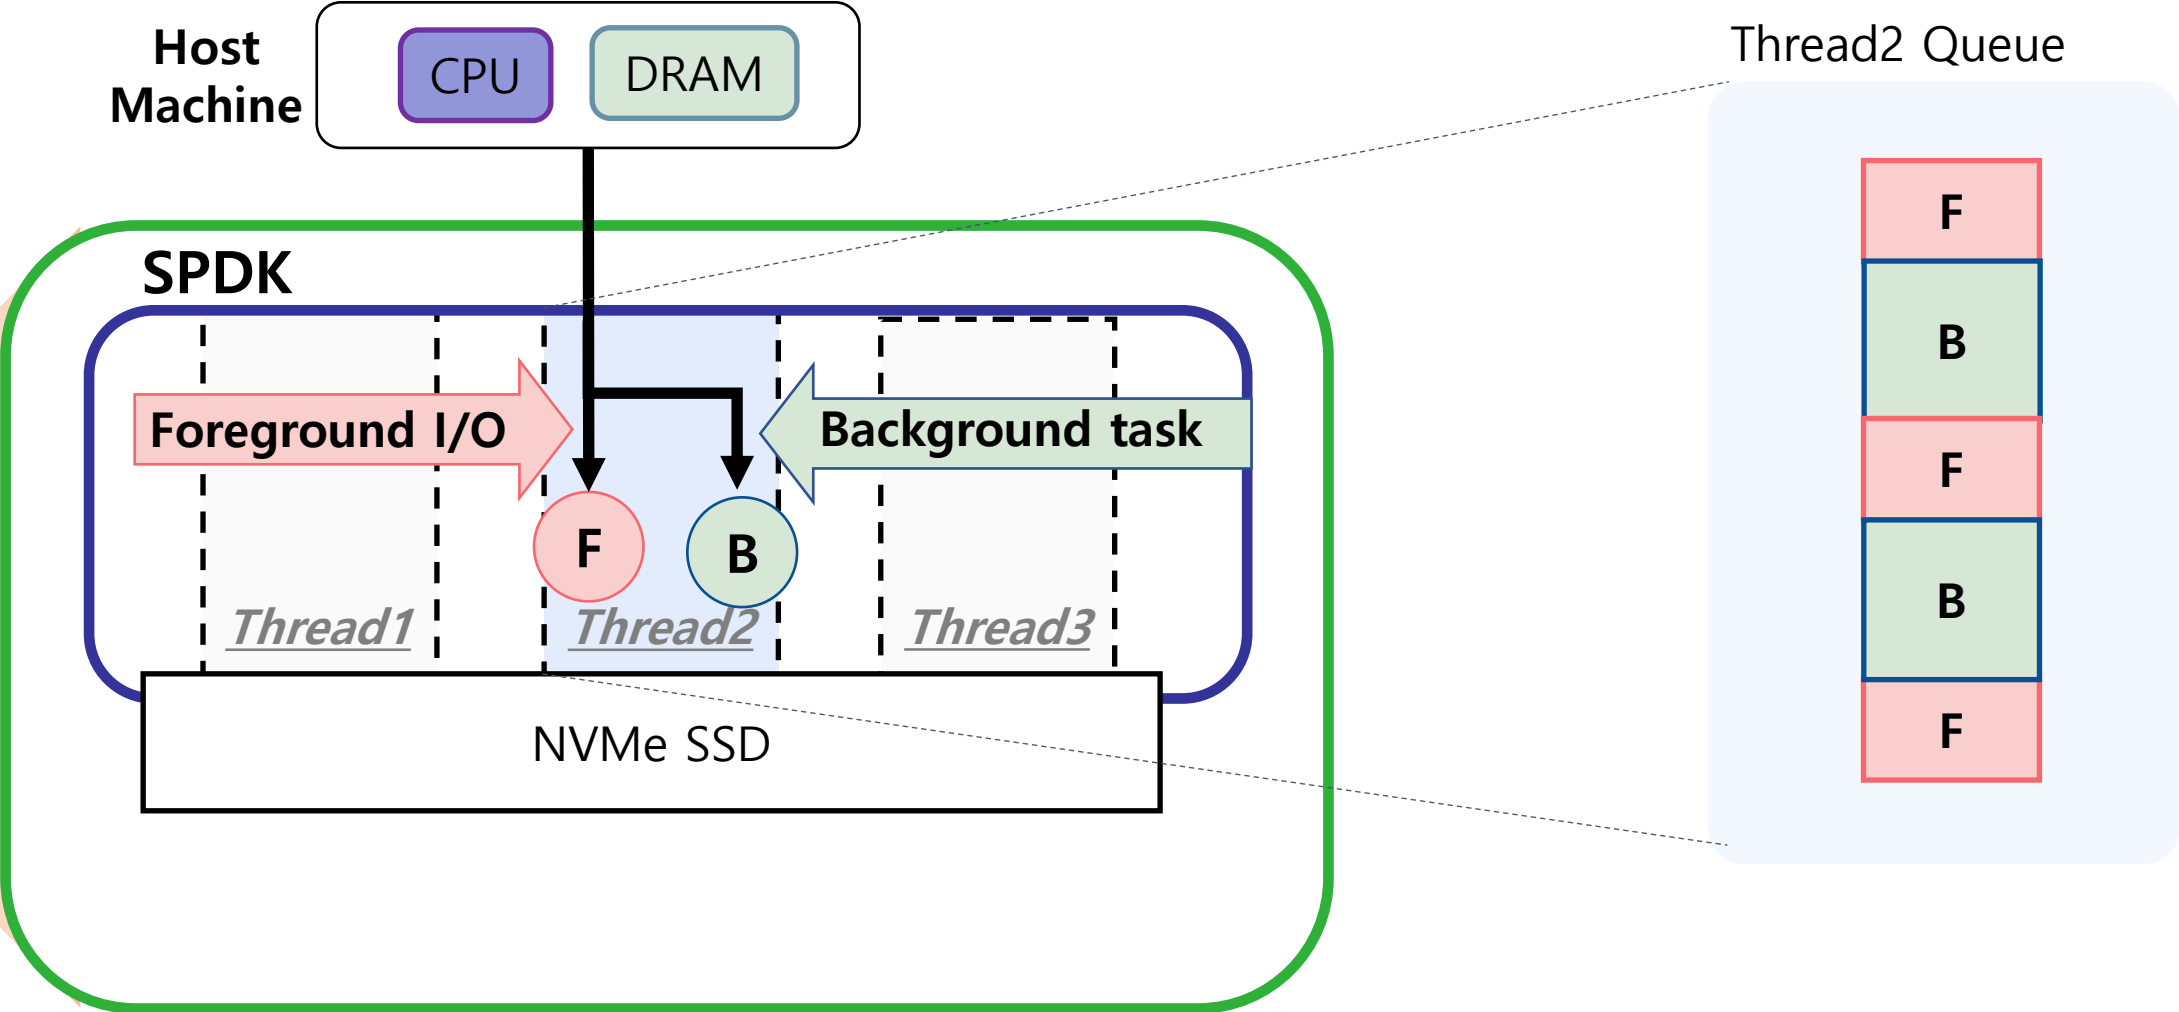 Host
Machine
CPU
DRAM
Thread2 Queue
SPDK
Foreground I/O
Background task
F
B
Thread1
Thread2
Thread3
NVMe SSD
F
B
F
B
F